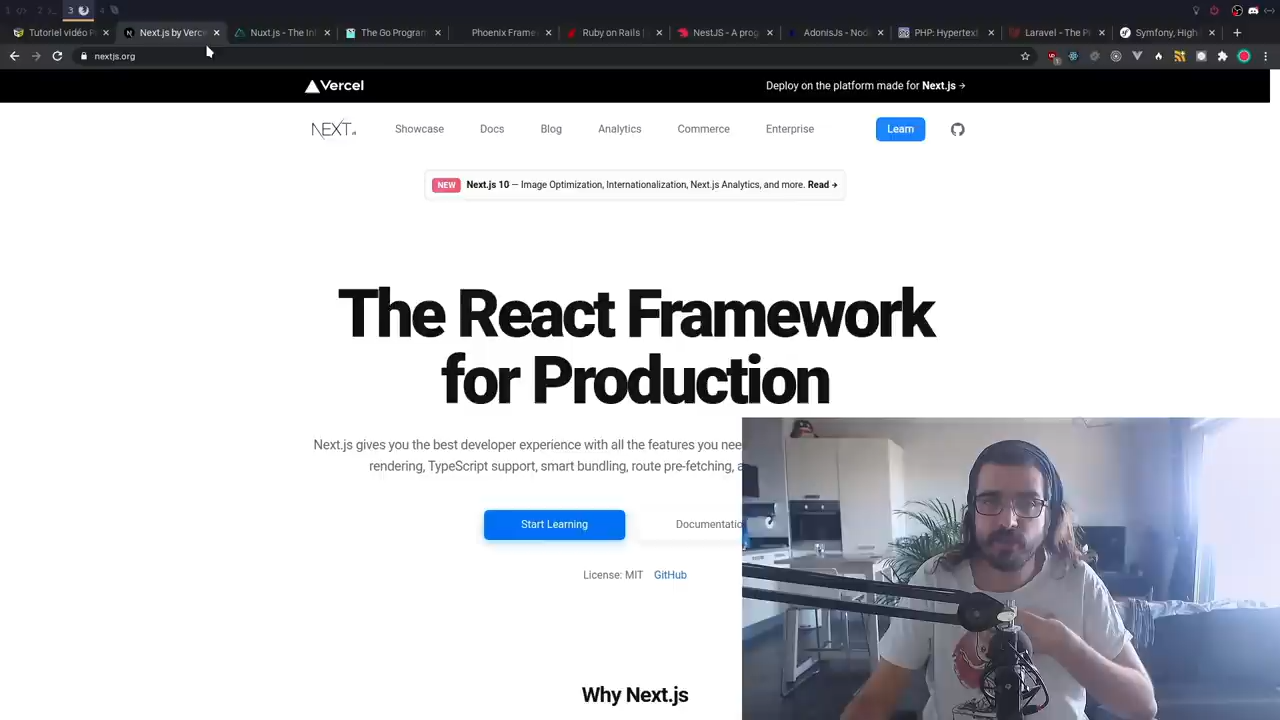 1
2
3
4
Tutoriel vidéo P
Next.js by Verce
Nuxt.js - The In
The Go Program
Phoenix Frame
Ruby on Rails |
NestJS - A prog
AdonisJs - Nod
PHP: Hypertext
Laravel - The P
Symfony, High
nextjs.org
Vercel
Deploy on the platform made for Next.js →
NEXT.JS
Showcase
Docs
Blog
Analytics
Commerce
Enterprise
Learn
NEW Next.js 10 – Image Optimization, Internationalization, Next.js Analytics, and more. Read →
The React Framework
for Production
Next.js gives you the best developer experience with all the features you nee
rendering, TypeScript support, smart bundling, route pre-fetching, a
Start Learning
Documentatio
License: MIT GitHub
Why Next.js